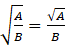 √(A/B) = √A/B